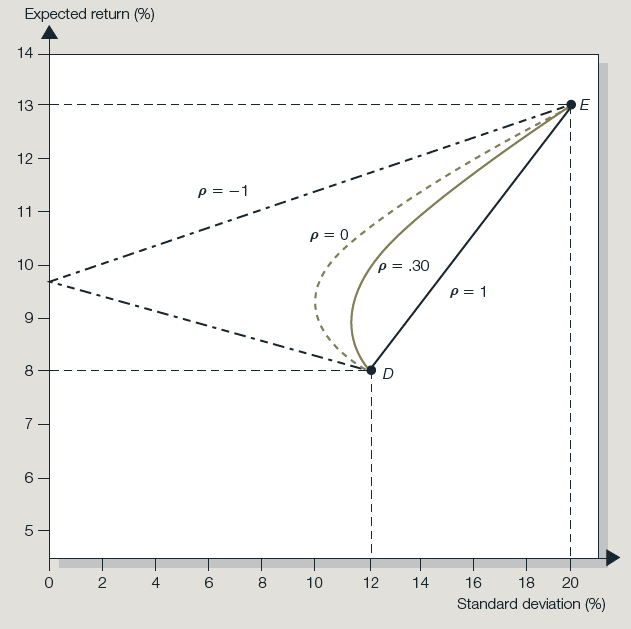 Expected return (%)
14
13
E
12
ρ = −1
11
ρ = 0
10
ρ = .30
ρ = 1
9
8
D
7
6
5
0 2 4 6 8 10 12 14 16 18 20
Standard deviation (%)